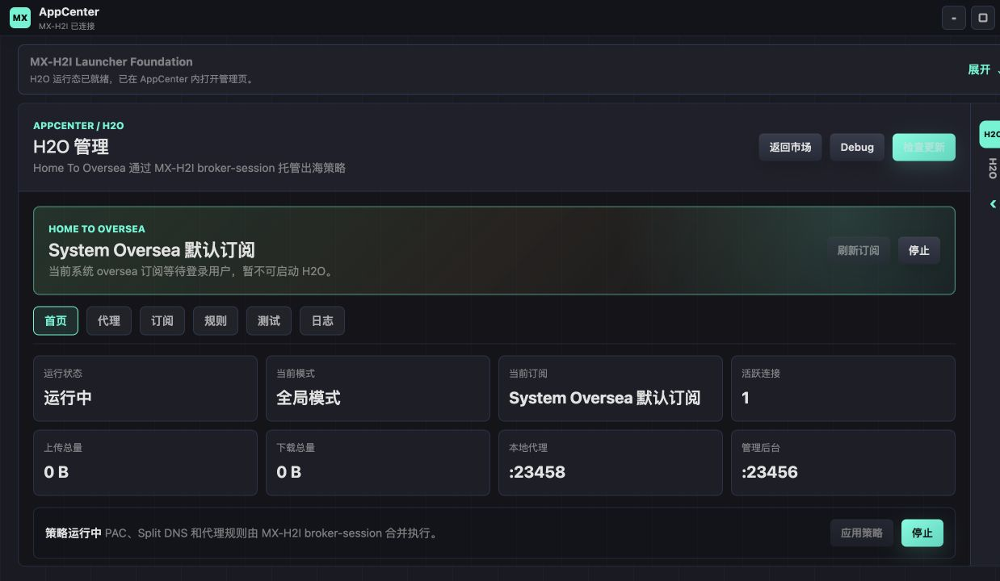 MX
AppCenter
MX-H2I 已连接
-
MX-H2I Launcher Foundation
H2O 运行态已就绪，已在 AppCenter 内打开管理页。
展开
APPCENTER / H2O
H2O 管理
Home To Oversea 通过 MX-H2I broker-session 托管出海策略
返回市场
Debug
检查更新
H2O
H2O
HOME TO OVERSEA
System Oversea 默认订阅
当前系统 oversea 订阅等待登录用户，暂不可启动 H2O。
刷新订阅
停止
首页
代理
订阅
规则
测试
日志
运行状态
运行中
当前模式
全局模式
当前订阅
System Oversea 默认订阅
活跃连接
1
上传总量
0 B
下载总量
0 B
本地代理
:23458
管理后台
:23456
策略运行中 PAC、Split DNS 和代理规则由 MX-H2I broker-session 合并执行。
应用策略
停止